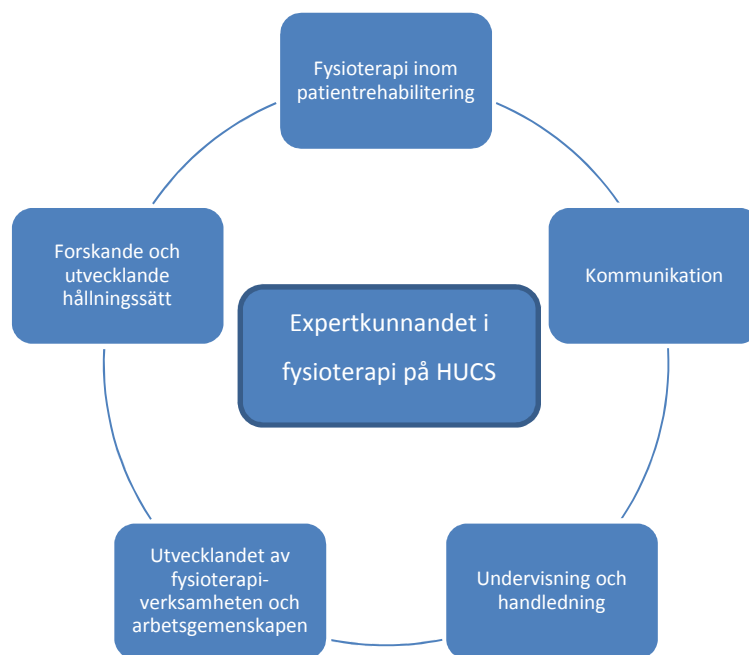 Fysioterapi inom
patientrehabilitering
Forskande och
utvecklande
hållningssätt
Kommunikation
Expertkunnandet i
fysioterapi på HUCS
Utvecklandet av
fysioterapi-
verksamheten och
arbetsgemenskapen
Undervisning och
handledning